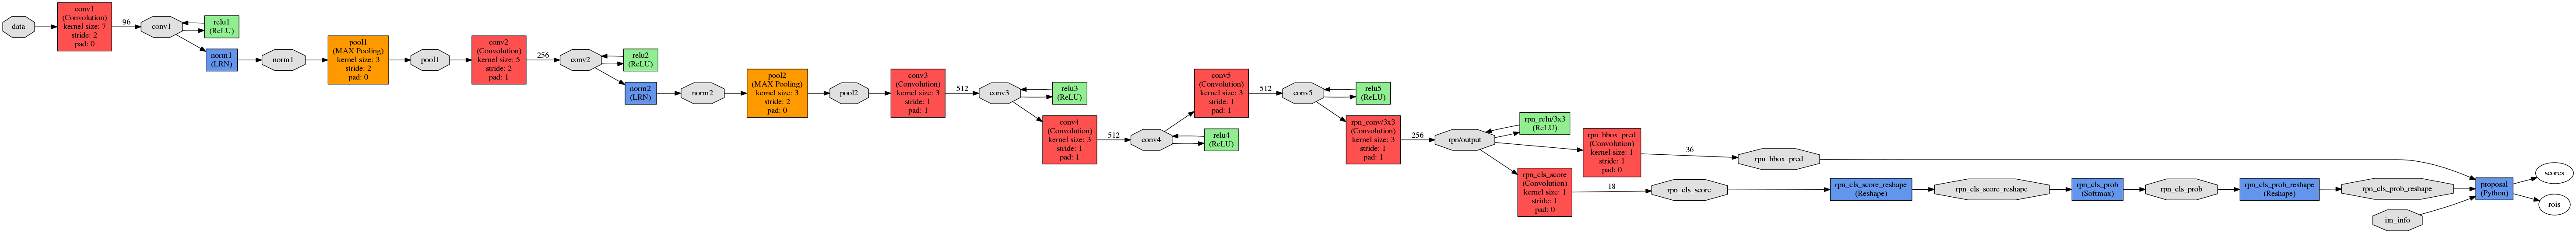 data
conv1
(Convolution)
kernel size: 7
stride: 2
pad: 0
96
conv1
relu1
(ReLU)
norm1
(LRN)
norm1
pool1
(MAX Pooling)
kernel size: 3
stride: 2
pad: 0
pool1
conv2
(Convolution)
kernel size: 5
stride: 2
pad: 1
256
conv2
relu2
(ReLU)
norm2
(LRN)
norm2
pool2
(MAX Pooling)
kernel size: 3
stride: 2
pad: 0
pool2
conv3
(Convolution)
kernel size: 3
stride: 1
pad: 1
512
conv3
relu3
(ReLU)
conv4
(Convolution)
kernel size: 3
stride: 1
pad: 1
512
conv4
relu4
(ReLU)
conv5
(Convolution)
kernel size: 3
stride: 1
pad: 1
512
conv5
relu5
(ReLU)
rpn_conv/3x3
(Convolution)
kernel size: 3
stride: 1
pad: 1
256
rpn/output
rpn_relu/3x3
(ReLU)
rpn_bbox_pred
(Convolution)
kernel size: 1
stride: 1
pad: 0
36
rpn_bbox_pred
rpn_cls_score
(Convolution)
kernel size: 1
stride: 1
pad: 0
18
rpn_cls_score
rpn_cls_score_reshape
(Reshape)
rpn_cls_score_reshape
rpn_cls_prob
(Softmax)
rpn_cls_prob
rpn_cls_prob_reshape
(Reshape)
rpn_cls_prob_reshape
im_info
proposal
(Python)
scores
rois